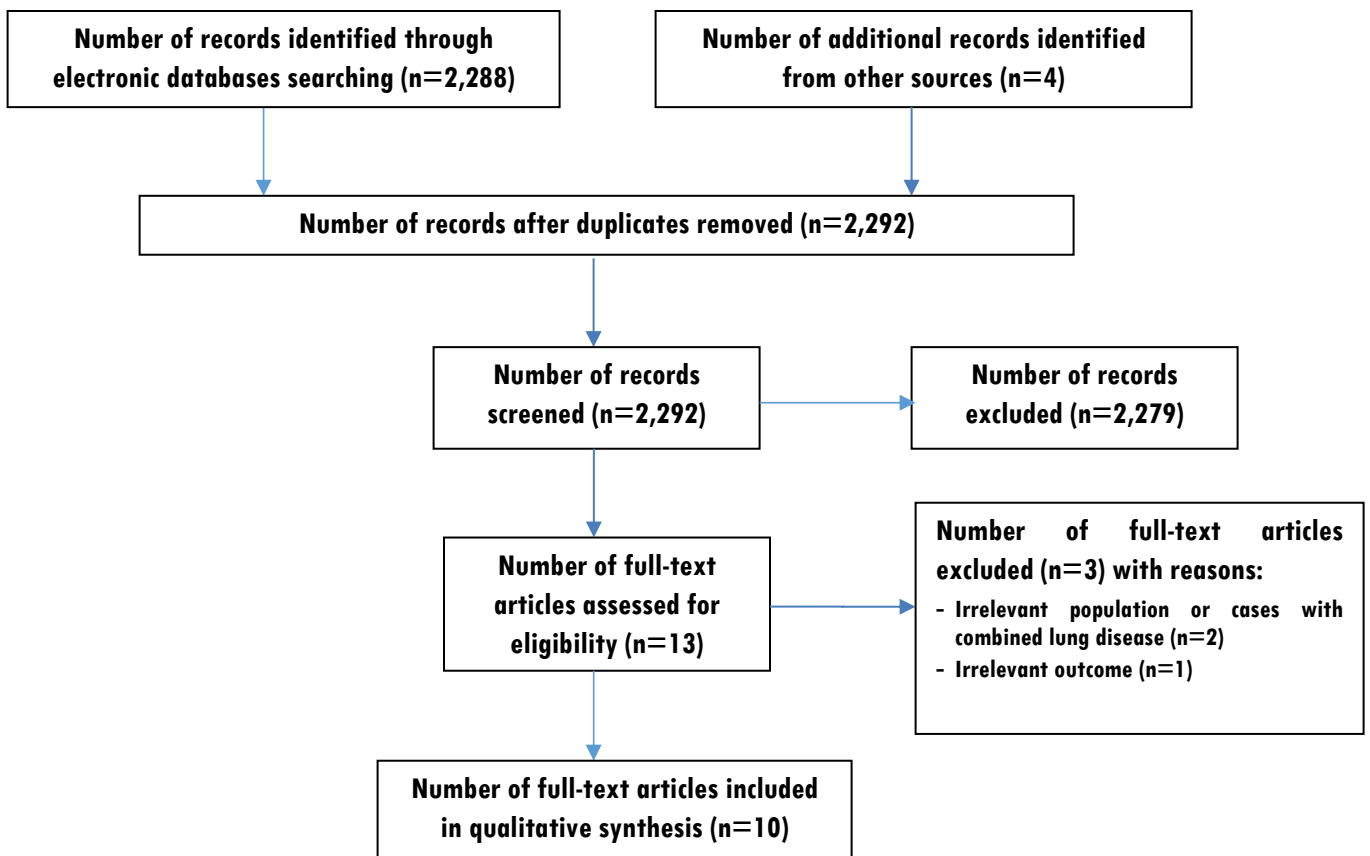 Number of records identified through
electronic databases searching (n=2,288)
Number of additional records identified
from other sources (n=4)
Number of records after duplicates removed (n=2,292)
Number of records
screened (n=2,292)
Number of records
excluded (n=2,279)
Number of full-text
articles assessed for
eligibility (n=13)
Number of full-text articles
excluded (n=3) with reasons:
- Irrelevant population or cases with
combined lung disease (n=2)
- Irrelevant outcome (n=1)
Number of full-text articles included
in qualitative synthesis (n=10)